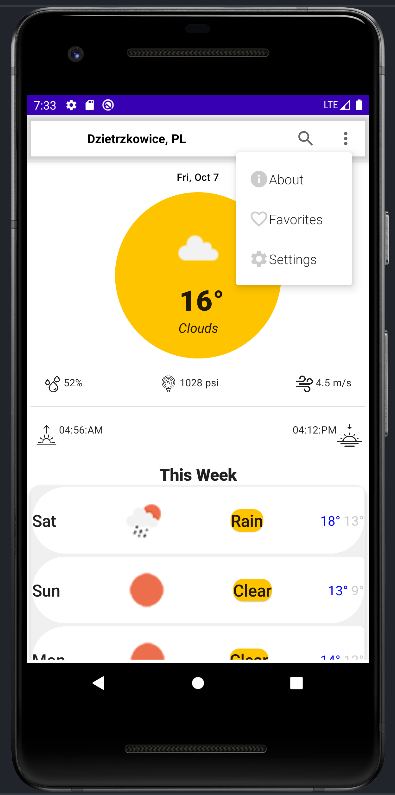 7:33 LTE
Dzietrzkowice, PL
Fri, Oct 7
About
Favorites
Settings
16°
Clouds
52% 1028 psi 4.5 m/s
04:56:AM 04:12:PM
This Week
Sat Rain 18° 13°
Sun Clear 13° 9°
Mon Clear 14° 12°